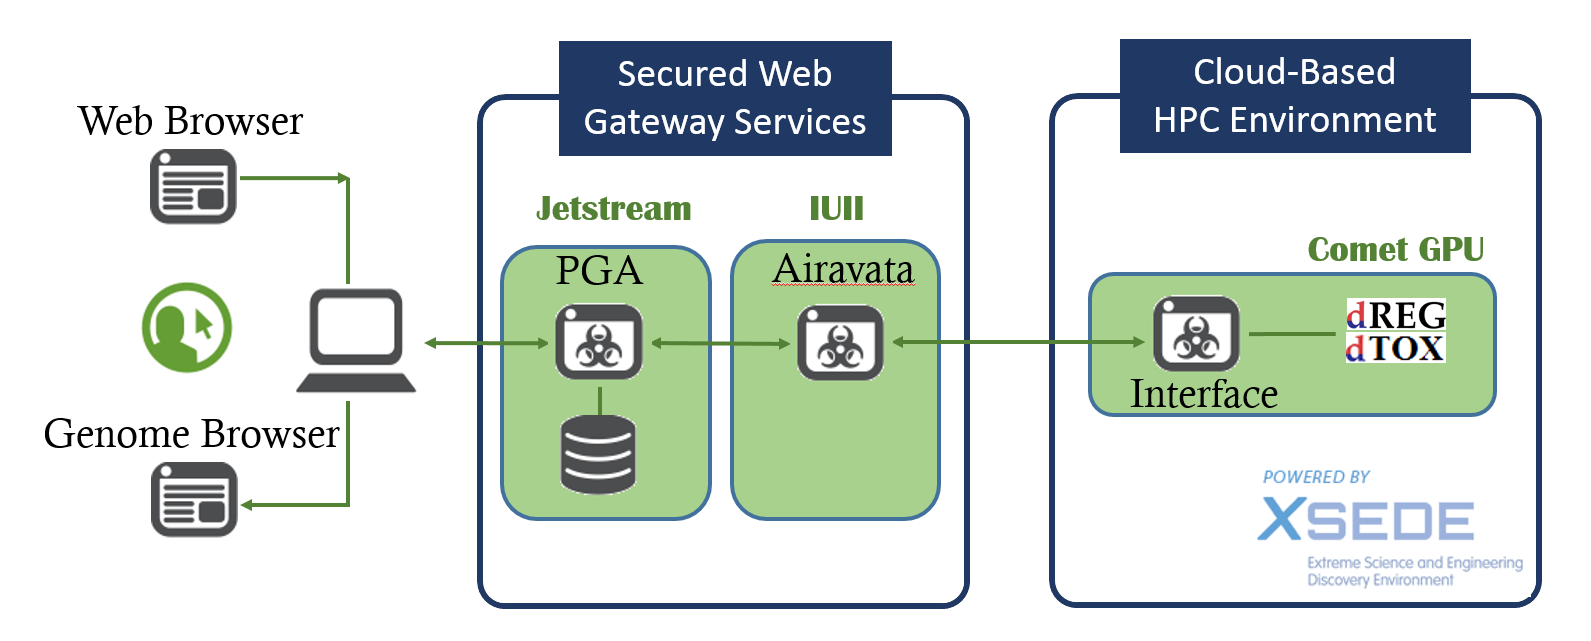 Web Browser
Genome Browser
Secured Web
Gateway Services
Jetstream
PGA
IUII
Airavata
Cloud-Based
HPC Environment
Comet GPU
Interface
dREG
dTOX
POWERED BY
XSEDE
Extreme Science and Engineering
Discovery Environment